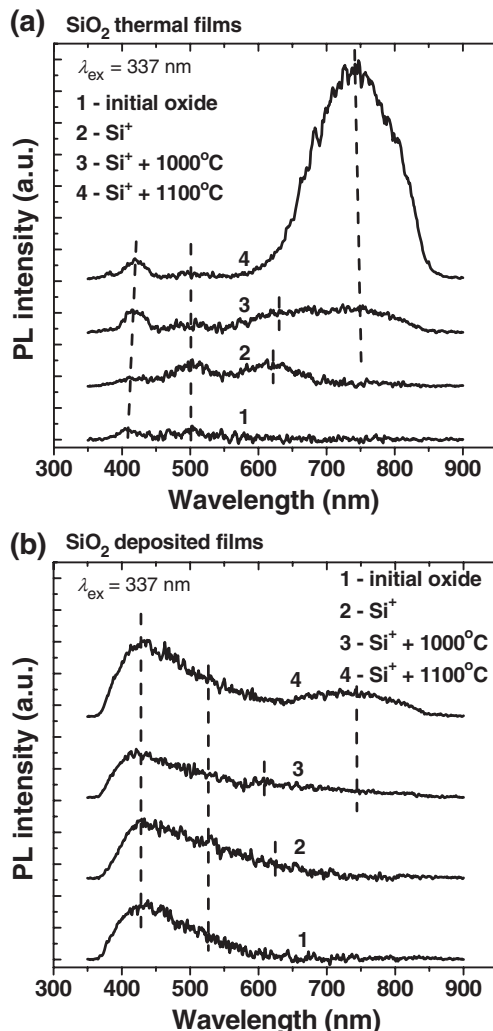 (a) SiO₂ thermal films
λex = 337 nm
1 - initial oxide
2 - Si⁺
3 - Si⁺ + 1000°C
4 - Si⁺ + 1100°C
4
3
2
1
PL intensity (a.u.)
300 400 500 600 700 800 900
Wavelength (nm)
(b) SiO₂ deposited films
λex = 337 nm
1 - initial oxide
2 - Si⁺
3 - Si⁺ + 1000°C
4 - Si⁺ + 1100°C
4
3
2
1
PL intensity (a.u.)
300 400 500 600 700 800 900
Wavelength (nm)